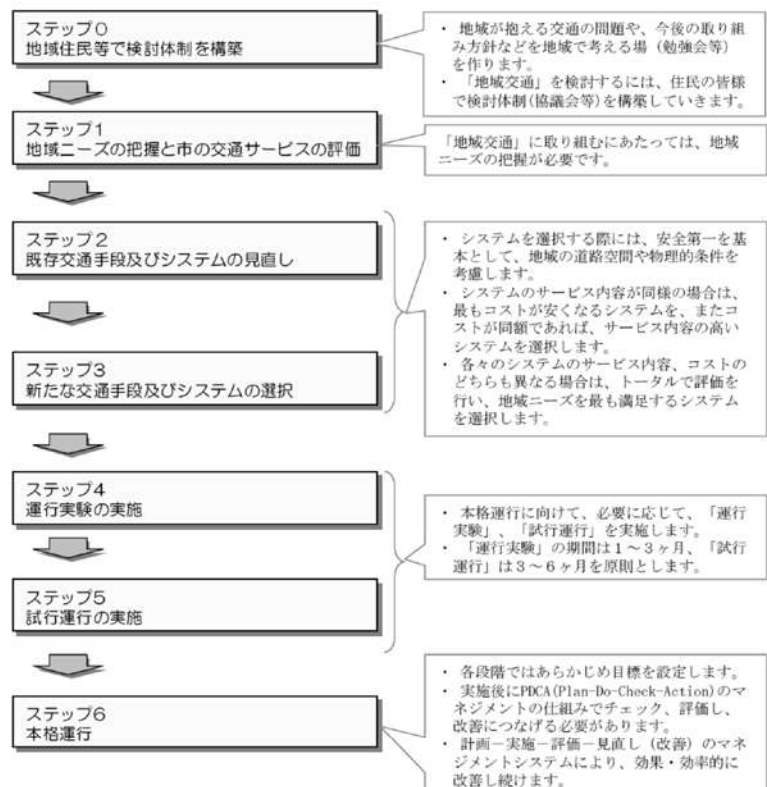 ステップ0
地域住民等で検討体制を構築
・ 地域が抱える交通の問題や、今後の取り組
み方針などを地域で考える場（勉強会等）
を作ります。
・ 「地域交通」を検討するには、住民の皆様
で検討体制(協議会等)を構築していきます。
ステップ1
地域ニーズの把握と市の交通サービスの評価
「地域交通」に取り組むにあたっては、地域
ニーズの把握が必要です。
ステップ2
既存交通手段及びシステムの見直し
ステップ3
新たな交通手段及びシステムの選択
・ システムを選択する際には、安全第一を基
本として、地域の道路空間や物理的条件を
考慮します。
・ システムのサービス内容が同様の場合は、
最もコストが安くなるシステムを、またコ
ストが同額であれば、サービス内容の高い
システムを選択します。
・ 各々のシステムのサービス内容、コストの
どちらも異なる場合は、トータルで評価を
行い、地域ニーズを最も満足するシステム
を選択します。
ステップ4
運行実験の実施
ステップ5
試行運行の実施
・ 本格運行に向けて、必要に応じて、「運行
実験」、「試行運行」を実施します。
・ 「運行実験」の期間は１～３ヶ月、「試行
運行」は３～６ヶ月を原則とします。
ステップ6
本格運行
・ 各段階ではあらかじめ目標を設定します。
・ 実施後にPDCA(Plan-Do-Check-Action)のマ
ネジメントの仕組みでチェック、評価し、
改善につなげる必要があります。
・ 計画－実施－評価－見直し（改善）のマネ
ジメントシステムにより、効果・効率的に
改善し続けます。